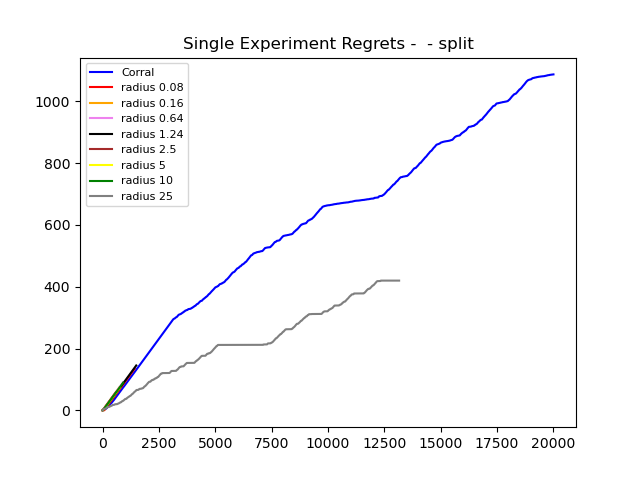 Single Experiment Regrets -  - split
Corral
radius 0.08
radius 0.16
radius 0.64
radius 1.24
radius 2.5
radius 5
radius 10
radius 25
1000
800
600
400
200
0
0 2500 5000 7500 10000 12500 15000 17500 20000